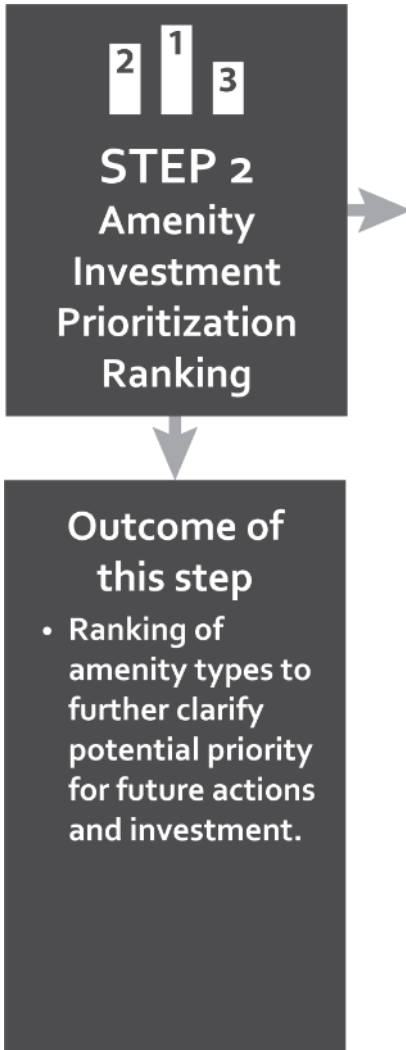 2 1 3
STEP 2
Amenity
Investment
Prioritization
Ranking
Outcome of
this step
• Ranking of
amenity types to
further clarify
potential priority
for future actions
and investment.